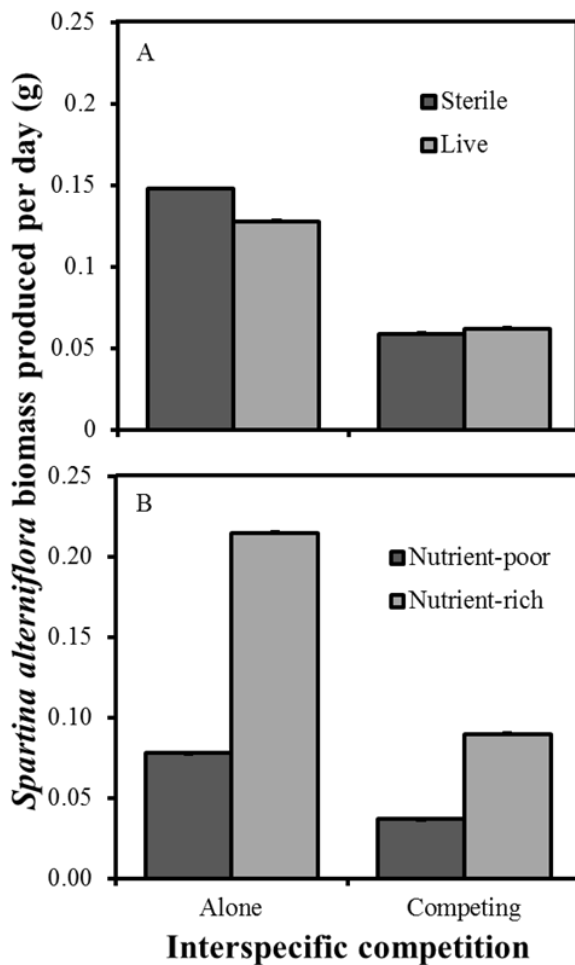 Spartina alterniflora biomass produced per day (g)
0.25
A
0.2
Sterile
Live
0.15
0.1
0.05
0
0.25
B
0.20
Nutrient-poor
Nutrient-rich
0.15
0.10
0.05
0.00
Alone Competing
Interspecific competition